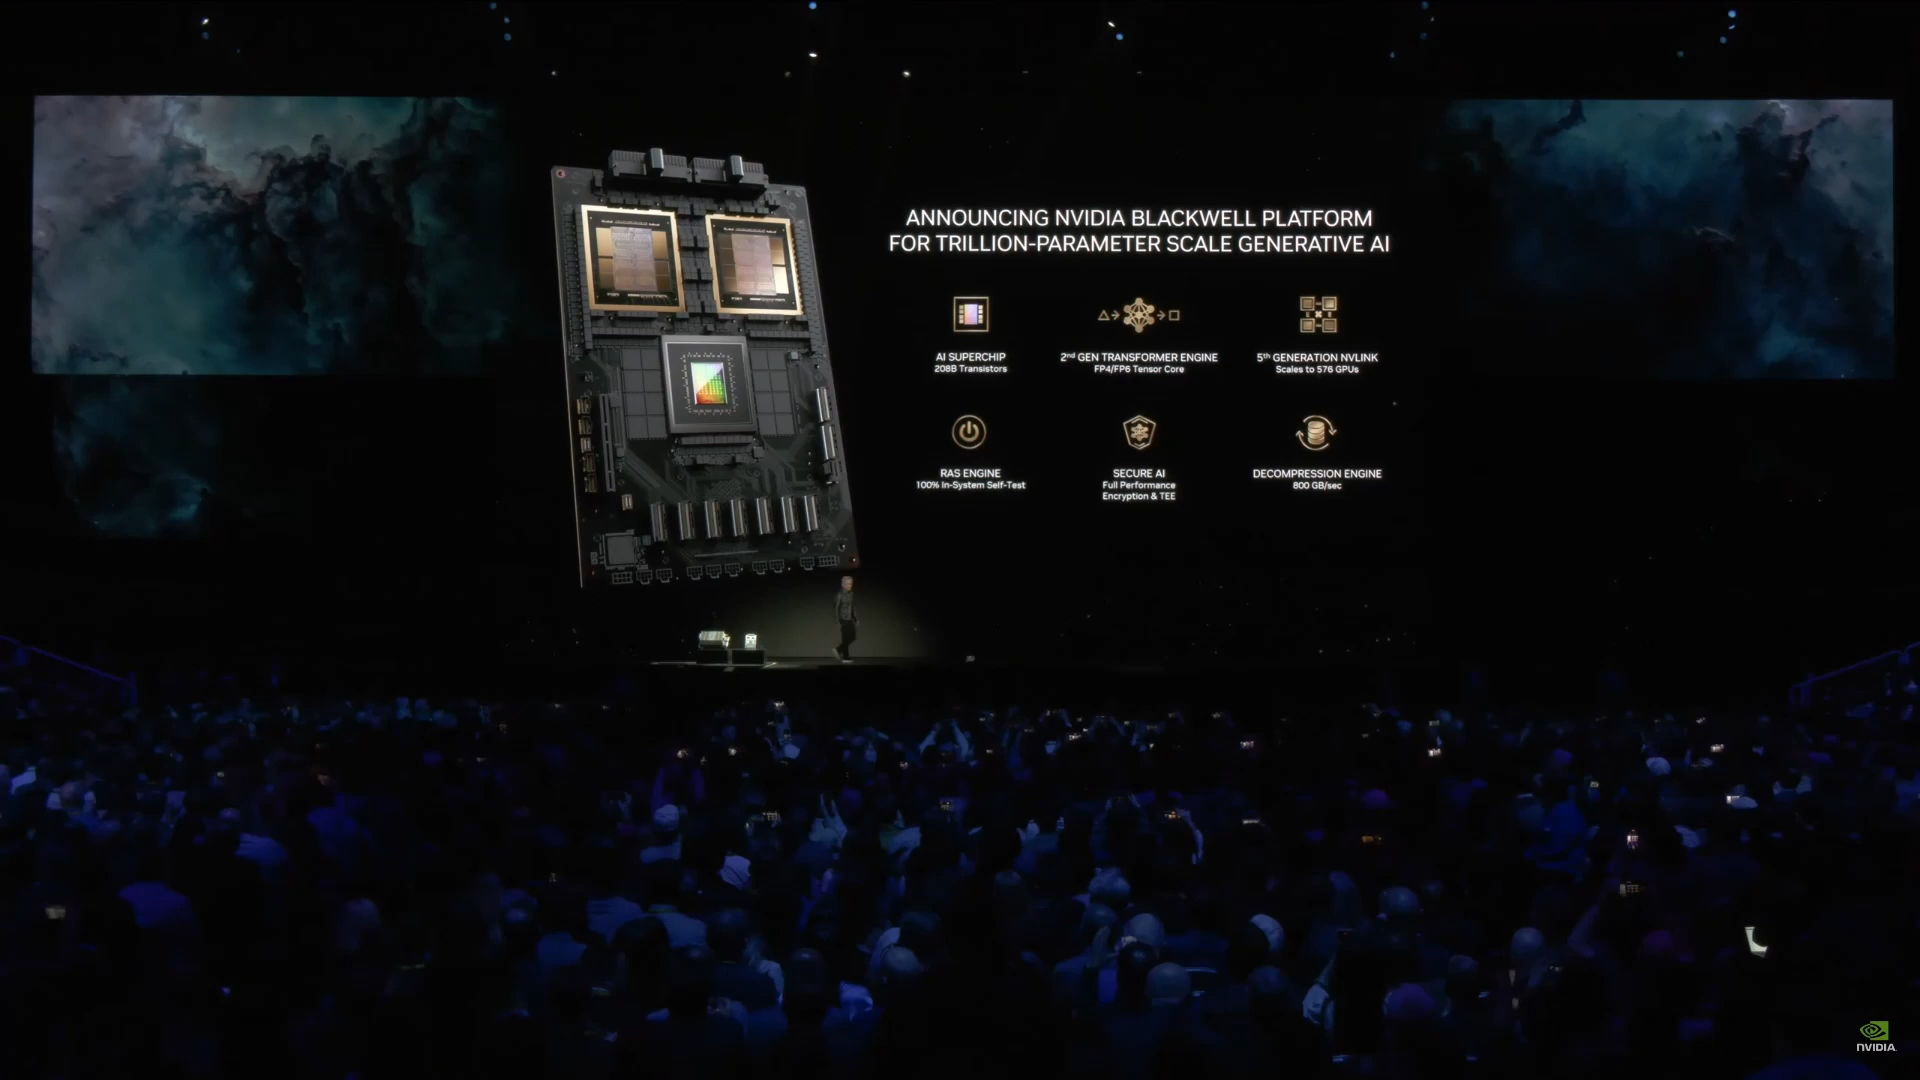 ANNOUNCING NVIDIA BLACKWELL PLATFORM
FOR TRILLION-PARAMETER SCALE GENERATIVE AI
AI SUPERCHIP
208B Transistors
2nd GEN TRANSFORMER ENGINE
FP4/FP6 Tensor Core
5th GENERATION NVLINK
Scales to 576 GPUs
RAS ENGINE
100% In-System Self-Test
SECURE AI
Full Performance
Encryption & TEE
DECOMPRESSION ENGINE
800 GB/sec
NVIDIA